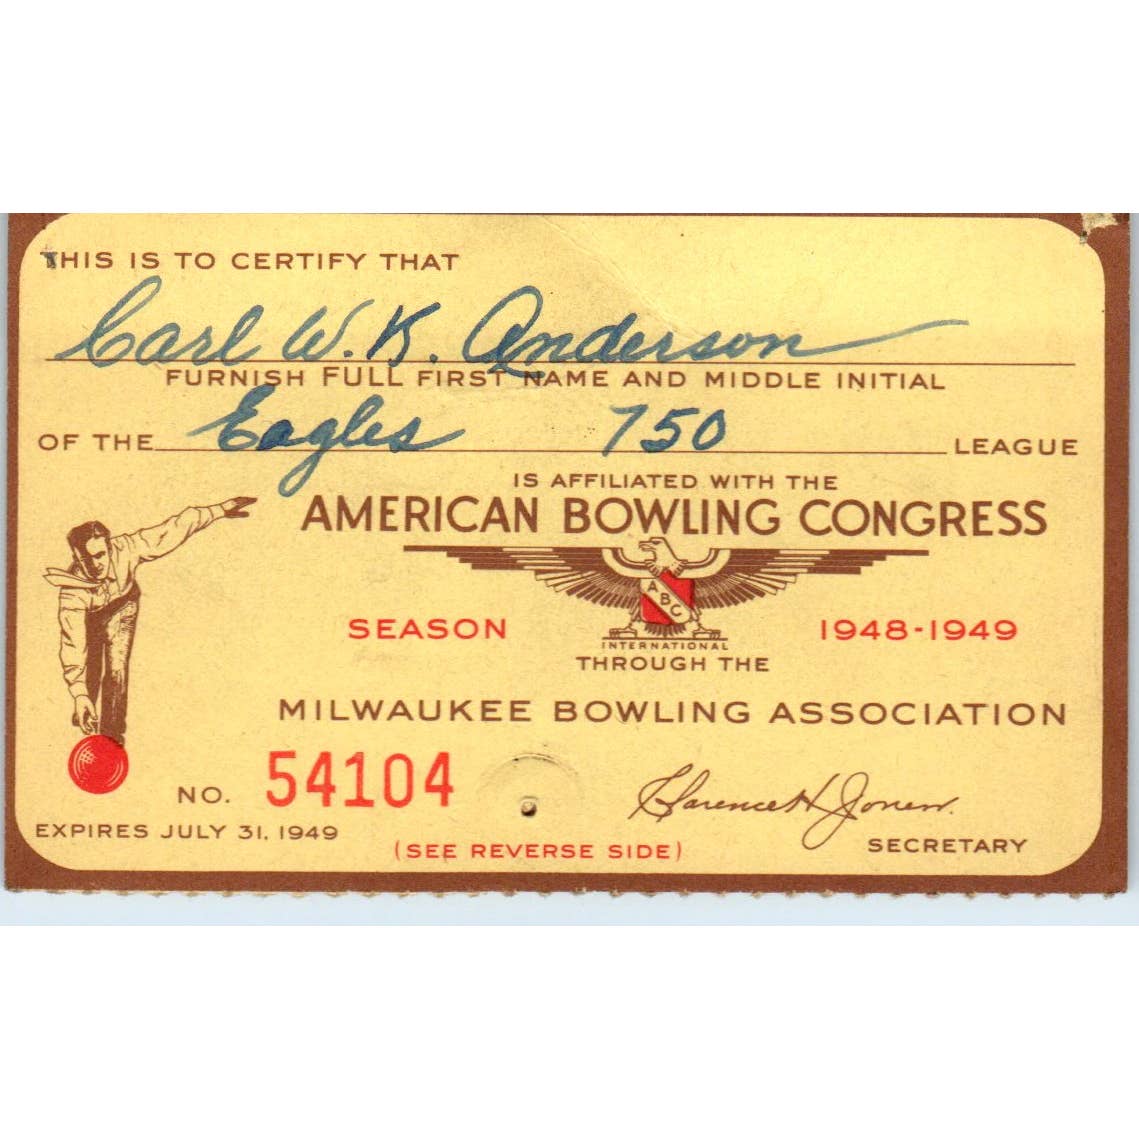 THIS IS TO CERTIFY THAT
Carl W. K. Anderson
FURNISH FULL FIRST NAME AND MIDDLE INITIAL
OF THE Eagles 750 LEAGUE
IS AFFILIATED WITH THE
AMERICAN BOWLING CONGRESS
ABC
SEASON 1948-1949
INTERNATIONAL
THROUGH THE
MILWAUKEE BOWLING ASSOCIATION
NO. 54104
Clarence H Jonen.
EXPIRES JULY 31, 1949
(SEE REVERSE SIDE)
SECRETARY